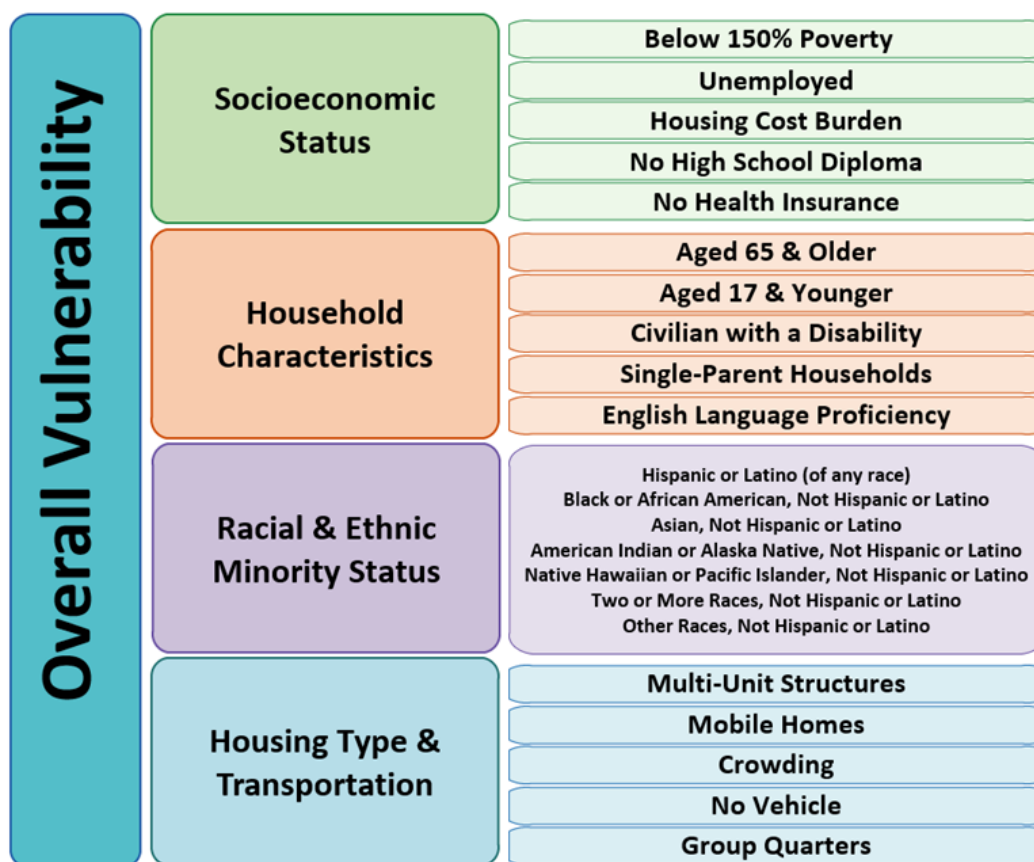 Overall Vulnerability
Socioeconomic
Status
Below 150% Poverty
Unemployed
Housing Cost Burden
No High School Diploma
No Health Insurance
Household
Characteristics
Aged 65 & Older
Aged 17 & Younger
Civilian with a Disability
Single-Parent Households
English Language Proficiency
Racial & Ethnic
Minority Status
Hispanic or Latino (of any race)
Black or African American, Not Hispanic or Latino
Asian, Not Hispanic or Latino
American Indian or Alaska Native, Not Hispanic or Latino
Native Hawaiian or Pacific Islander, Not Hispanic or Latino
Two or More Races, Not Hispanic or Latino
Other Races, Not Hispanic or Latino
Housing Type &
Transportation
Multi-Unit Structures
Mobile Homes
Crowding
No Vehicle
Group Quarters